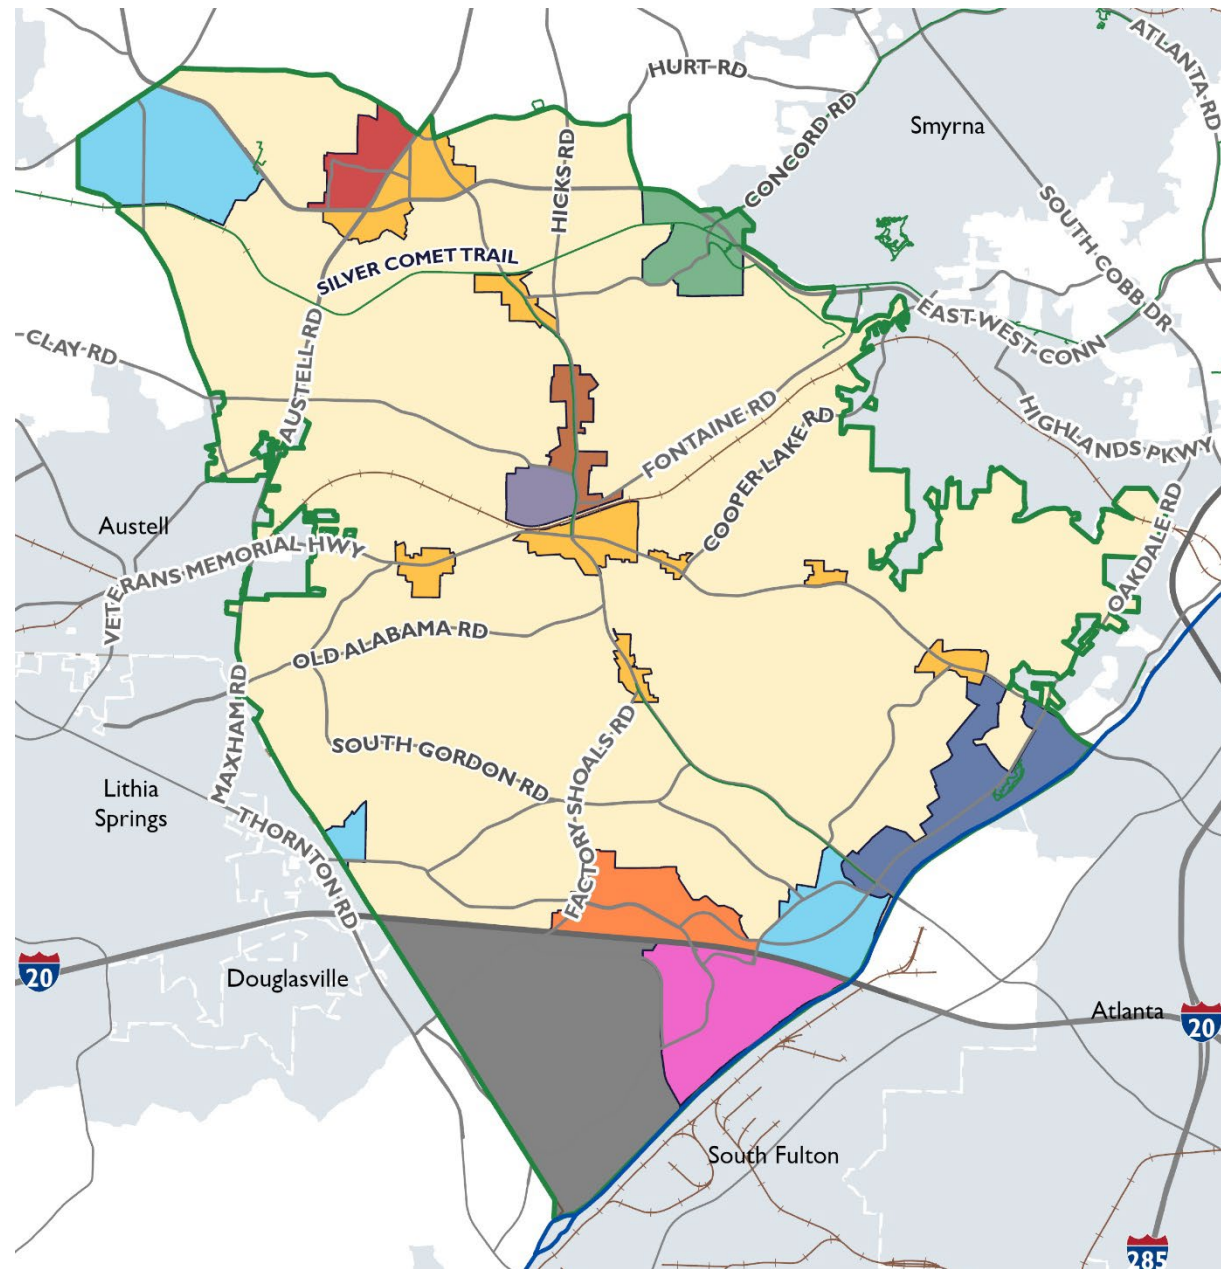 ATLANTA RD
HURT RD
CONCORD RD
Smyrna
HICKS RD
SOUTH COBB DR
SILVER COMET TRAIL
EAST-WEST CONN
CLAY RD
AUSTELL RD
FONTAINE RD
HIGHLANDS PKWY
COOPER LAKE RD
OAKDALE RD
Austell
VETERANS MEMORIAL HWY
OLD ALABAMA RD
MAXHAM RD
SOUTH GORDON RD
FACTORY SHOALS RD
Lithia
Springs
THORNTON RD
20
Douglasville
Atlanta
20
South Fulton
285